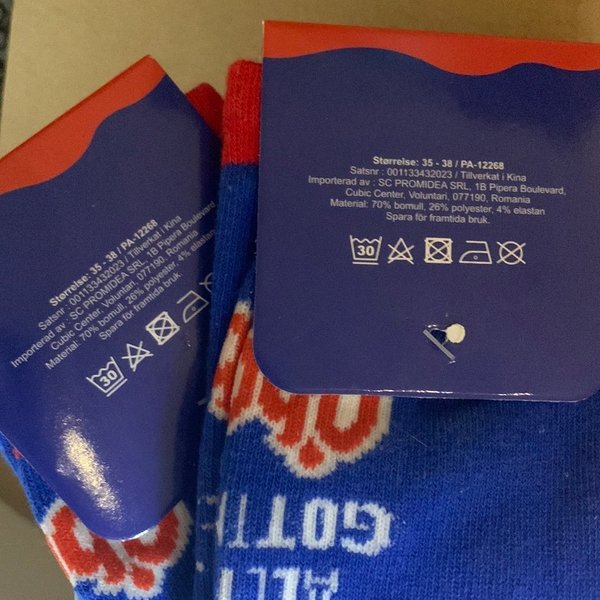 Størrelse: 35 - 38 / PA-12268
Satsnr : 001133432023 / Tillverkat i Kina
Importerad av : SC PROMIDEA SRL, 1B Pipera Boulevard,
Cubic Center, Voluntari, 077190, Romania
Material: 70% bomull, 26% polyester, 4% elastan
Spara för framtida bruk.
30
Størrelse: 35 - 38 / PA-12268
Satsnr : 001133432023 / Tillverkat i Kina
Importerad av : SC PROMIDEA SRL, 1B Pipera Boulevard,
Cubic Center, Voluntari, 077190, Romania
Material: 70% bomull, 26% polyester, 4% elastan
Spara för framtida bruk.
30
GOTT